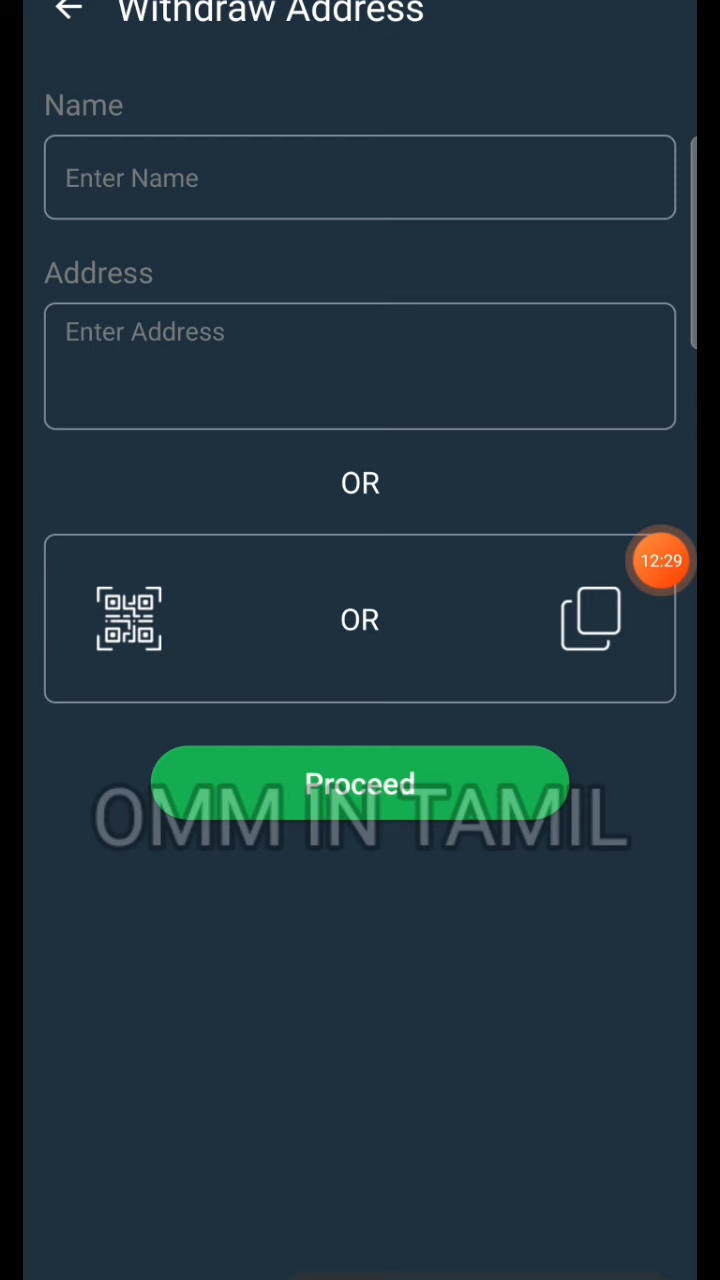 Withdraw Address
Name
Enter Name
Address
Enter Address
OR
12:29
OR
Proceed
OMM IN TAMIL